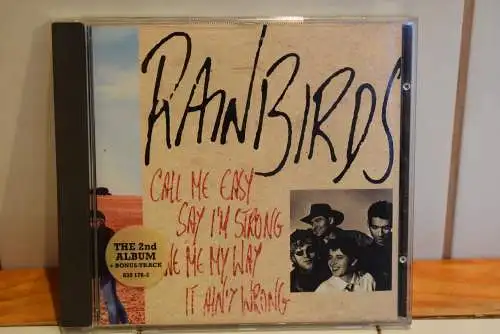 RAINBIRDS
CALL ME EASY
SAY I'M STRONG
ME MY WAY
IT AIN'T WRONG
THE 2nd
ALBUM
+ BONUS-TRACK